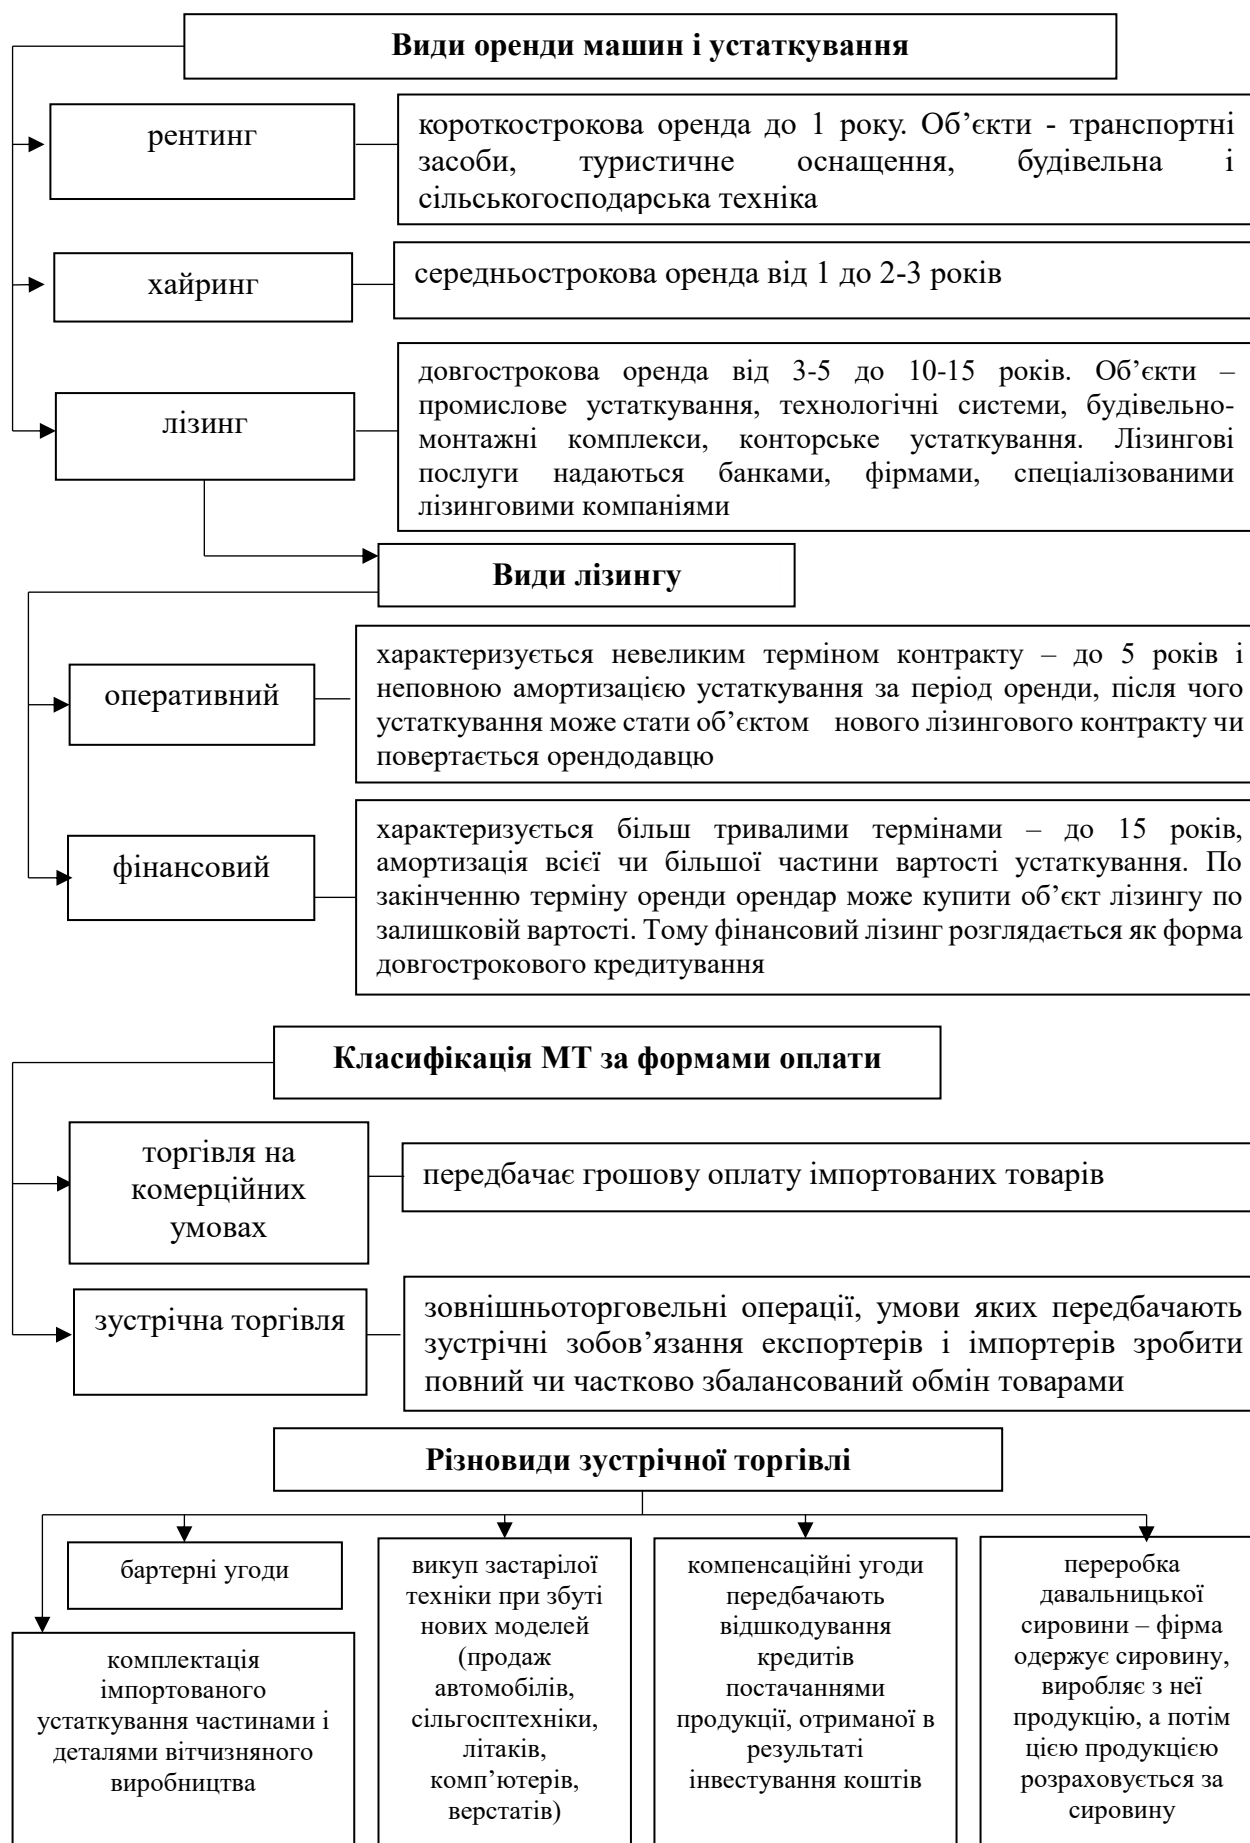 Види оренди машин і устаткування
рентинг
короткострокова оренда до 1 року. Об’єкти - транспортні
засоби, туристичне оснащення, будівельна і
сільськогосподарська техніка
хайринг
середньострокова оренда від 1 до 2-3 років
лізинг
довгострокова оренда від 3-5 до 10-15 років. Об’єкти –
промислове устаткування, технологічні системи, будівельно-
монтажні комплекси, конторське устаткування. Лізингові
послуги надаються банками, фірмами, спеціалізованими
лізинговими компаніями
Види лізингу
оперативний
характеризується невеликим терміном контракту – до 5 років і
неповною амортизацією устаткування за період оренди, після чого
устаткування може стати об’єктом нового лізингового контракту чи
повертається орендодавцю
фінансовий
характеризується більш тривалими термінами – до 15 років,
амортизація всієї чи більшої частини вартості устаткування. По
закінченню терміну оренди орендар може купити об’єкт лізингу по
залишковій вартості. Тому фінансовий лізинг розглядається як форма
довгострокового кредитування
Класифікація МТ за формами оплати
торгівля на
комерційних
умовах
передбачає грошову оплату імпортованих товарів
зустрічна торгівля
зовнішньоторговельні операції, умови яких передбачають
зустрічні зобов’язання експортерів і імпортерів зробити
повний чи частково збалансований обмін товарами
Різновиди зустрічної торгівлі
бартерні угоди
комплектація
імпортованого
устаткування частинами і
деталями вітчизняного
виробництва
викуп застарілої
техніки при збуті
нових моделей
(продаж
автомобілів,
сільгосптехніки,
літаків,
комп’ютерів,
верстатів)
компенсаційні угоди
передбачають
відшкодування
кредитів
постачаннями
продукції, отриманої в
результаті
інвестування коштів
переробка
давальницької
сировини – фірма
одержує сировину,
виробляє з неї
продукцію, а потім
цією продукцією
розраховується за
сировину